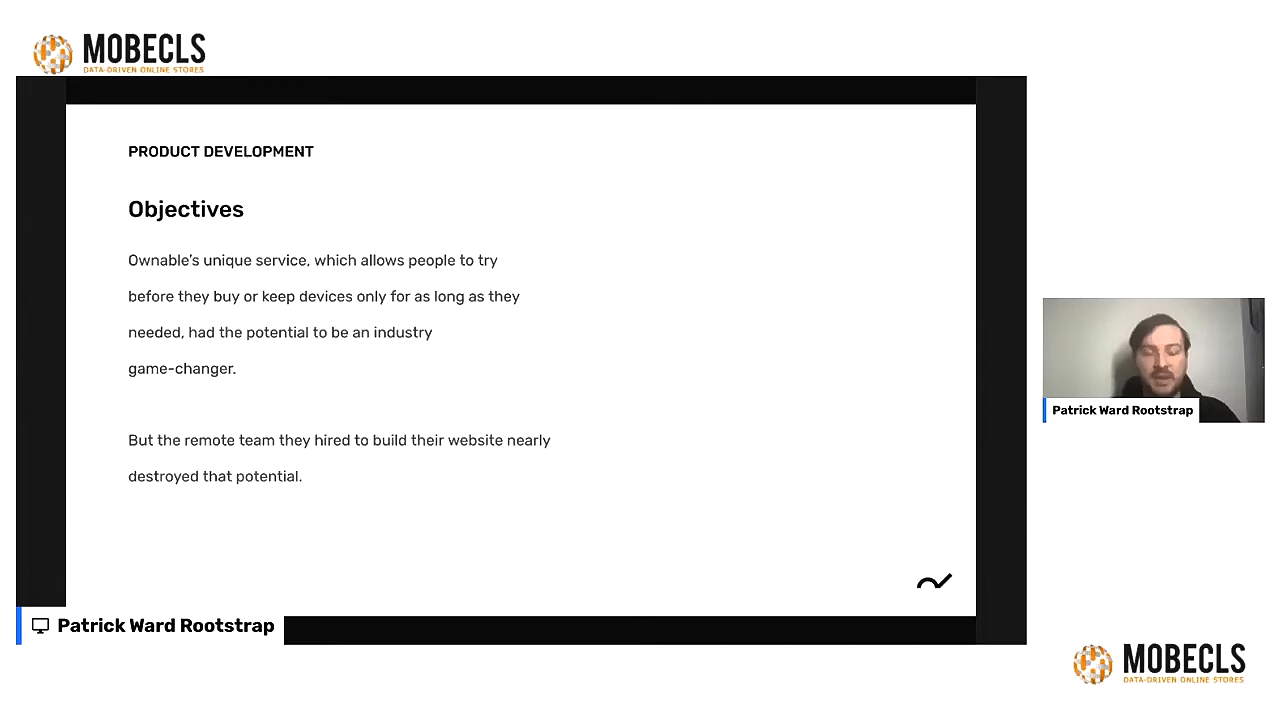 MOBECLS
DATA-DRIVEN ONLINE STORES
PRODUCT DEVELOPMENT
Objectives
Ownable's unique service, which allows people to try
before they buy or keep devices only for as long as they
needed, had the potential to be an industry
game-changer.
But the remote team they hired to build their website nearly
destroyed that potential.
Patrick Ward Rootstrap
Patrick Ward Rootstrap
MOBECLS
DATA-DRIVEN ONLINE STORES